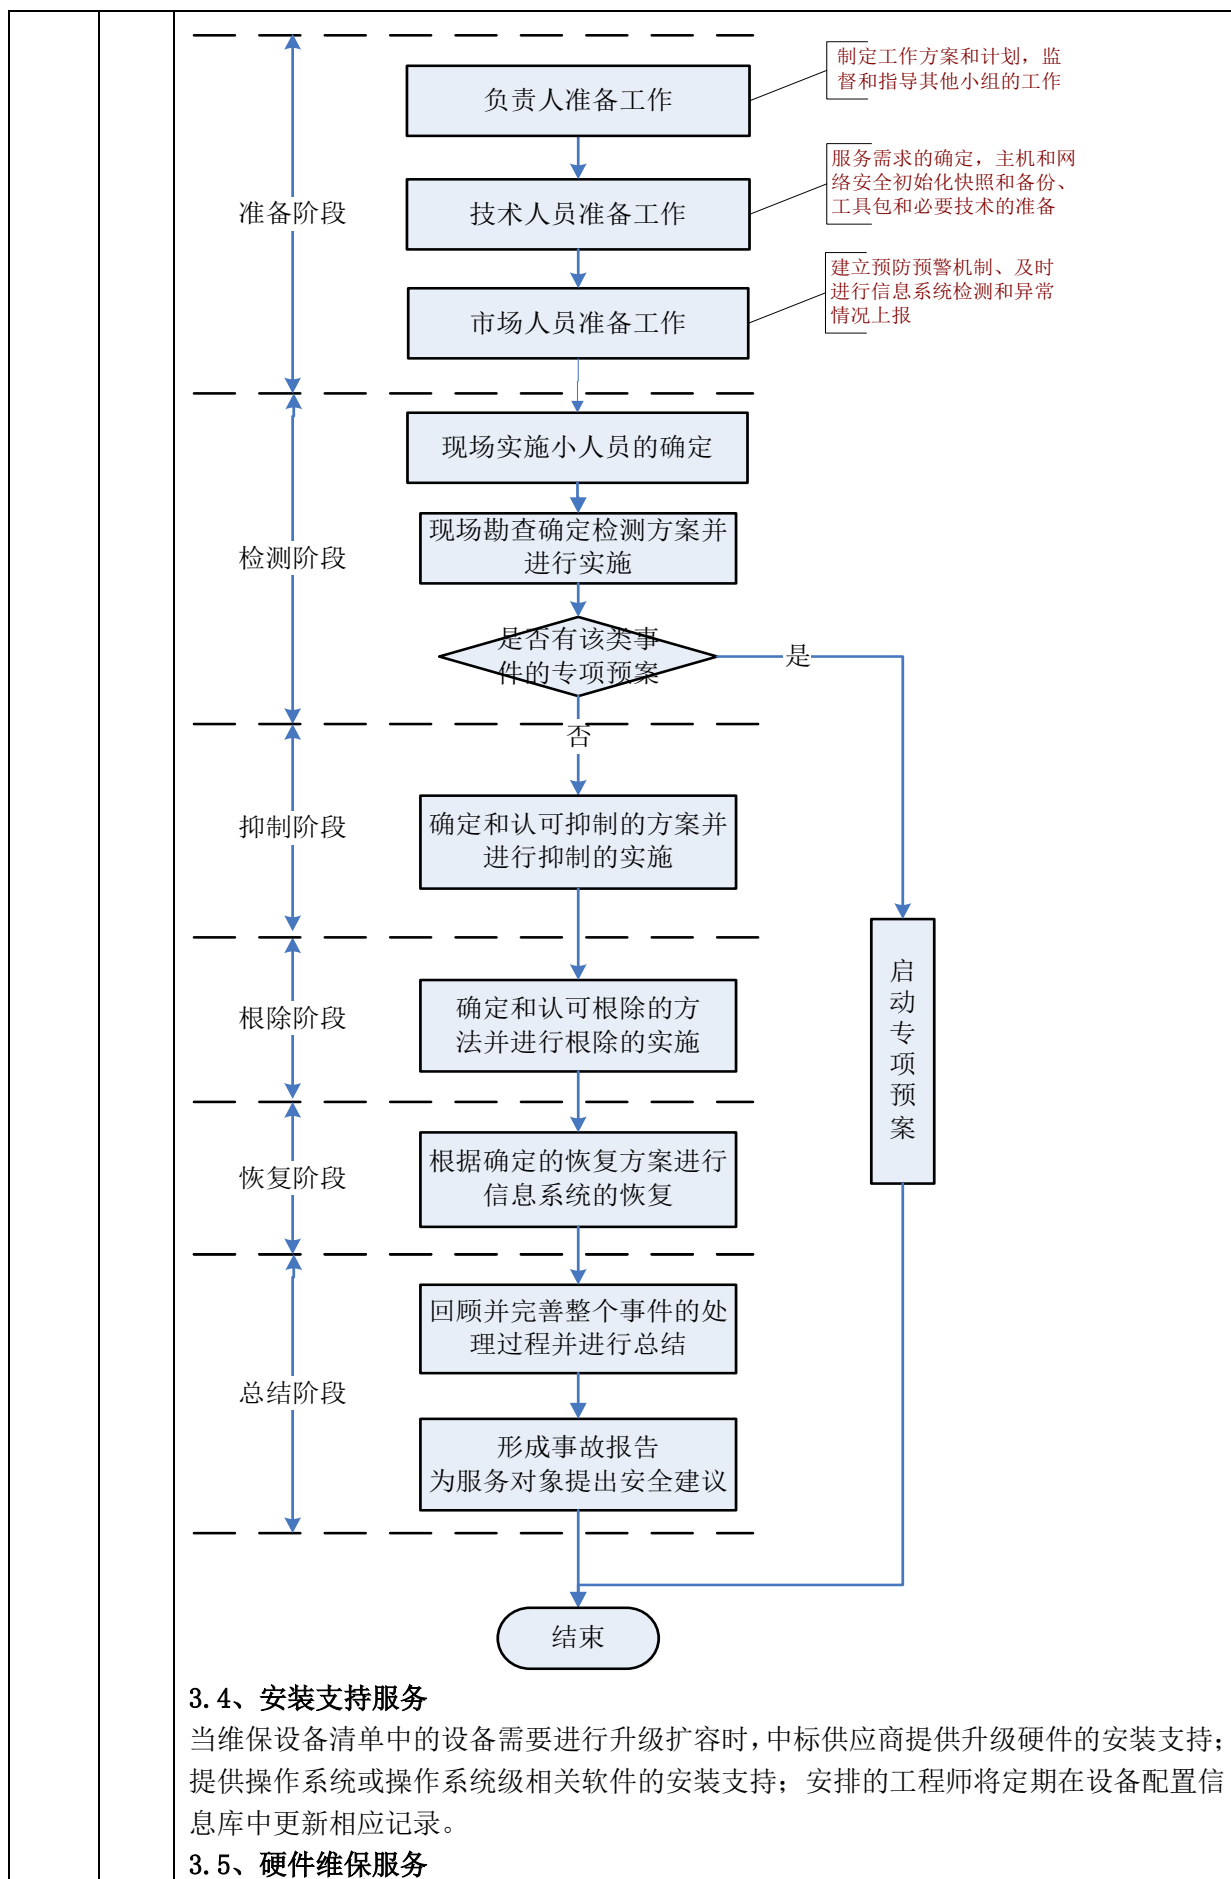 负责人准备工作
制定工作方案和计划，监
督和指导其他小组的工作
准备阶段
技术人员准备工作
服务需求的确定，主机和网
络安全初始化快照和备份、
工具包和必要技术的准备
市场人员准备工作
建立预防预警机制、及时
进行信息系统检测和异常
情况上报
现场实施小人员的确定
检测阶段
现场勘查确定检测方案并
进行实施
是否有该类事
件的专项预案
是
否
抑制阶段
确定和认可抑制的方案并
进行抑制的实施
启动专项预案
根除阶段
确定和认可根除的方
法并进行根除的实施
恢复阶段
根据确定的恢复方案进行
信息系统的恢复
总结阶段
回顾并完善整个事件的处
理过程并进行总结
形成事故报告
为服务对象提出安全建议
结束
3.4、安装支持服务
当维保设备清单中的设备需要进行升级扩容时,中标供应商提供升级硬件的安装支持；
提供操作系统或操作系统级相关软件的安装支持；安排的工程师将定期在设备配置信
息库中更新相应记录。
3.5、硬件维保服务